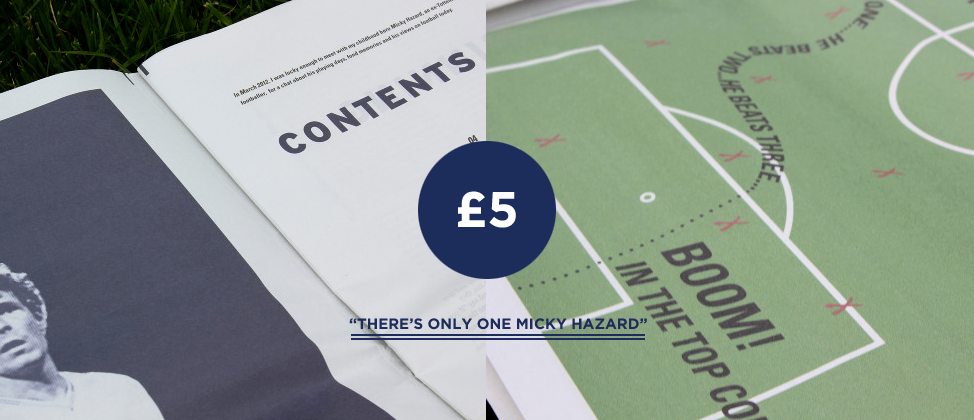 In March 2012, I was lucky enough to meet with my childhood hero Micky Hazard, an ex-Tottenham
footballer, for a chat about his playing days, fond memories and his views on football today.
CONTENTS
04
ONE, HE BEATS
TWO, HE BEATS THREE.....
£5
BOOM!
IN THE TOP CO
“THERE’S ONLY ONE MICKY HAZARD”